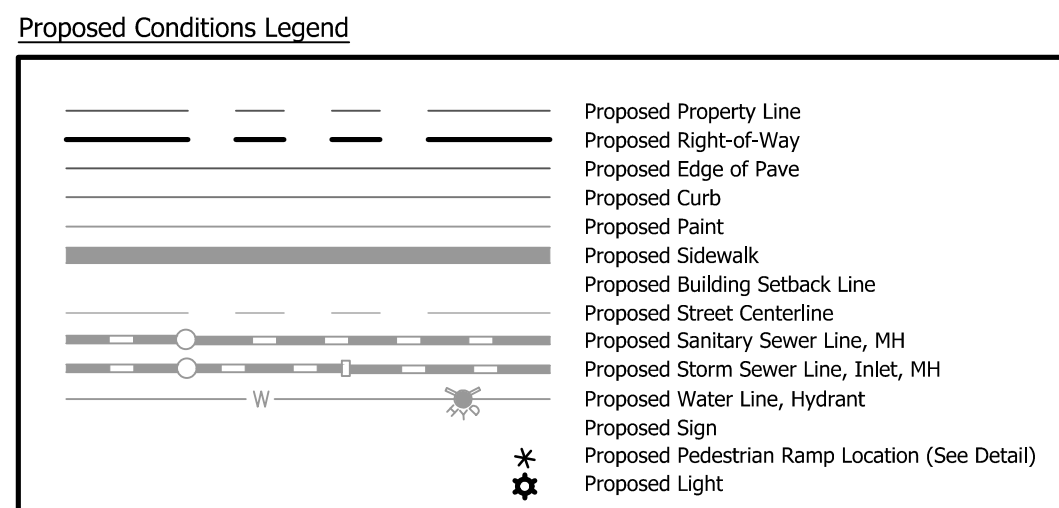 Proposed Conditions Legend
Proposed Property Line
Proposed Right-of-Way
Proposed Edge of Pave
Proposed Curb
Proposed Paint
Proposed Sidewalk
Proposed Building Setback Line
Proposed Street Centerline
Proposed Sanitary Sewer Line, MH
Proposed Storm Sewer Line, Inlet, MH
W HYD Proposed Water Line, Hydrant
Proposed Sign
Proposed Pedestrian Ramp Location (See Detail)
Proposed Light